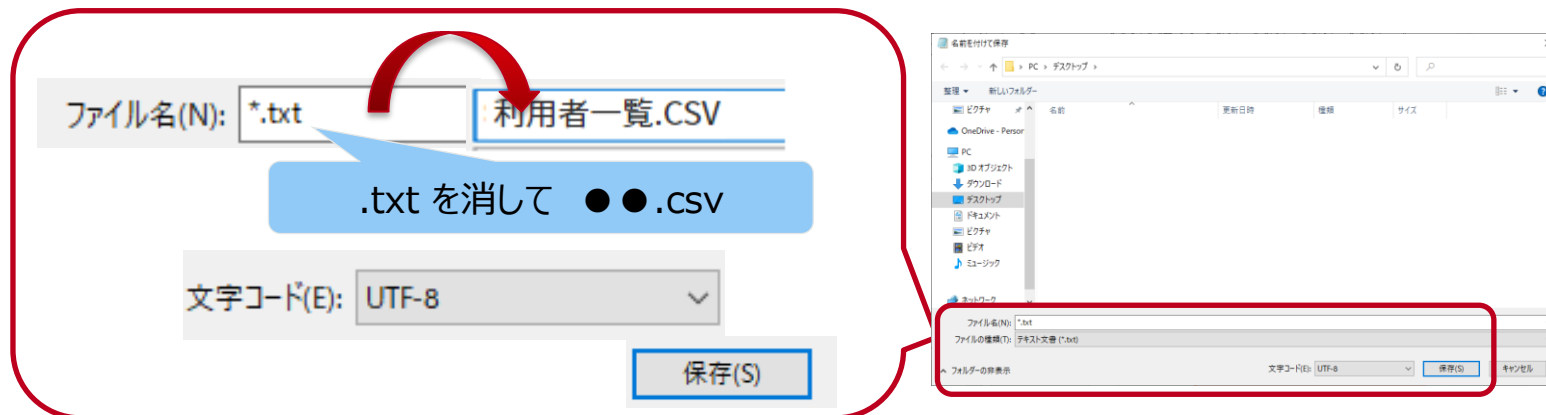 ファイル名(N): *.txt
利用者一覧.CSV
.txt を消して ●●.csv
文字コード(E): UTF-8
保存(S)
名前を付けて保存
PC › デスクトップ ›
整理 新しいフォルダー
ピクチャ
名前 更新日時 種類 サイズ
OneDrive - Person
PC
3D オブジェクト
ダウンロード
デスクトップ
ドキュメント
ピクチャ
ビデオ
ミュージック
ネットワーク
ファイル名(N): *.txt
ファイルの種類(T): テキスト文書 (*.txt)
フォルダーの非表示 文字コード(E): UTF-8 保存(S) キャンセル